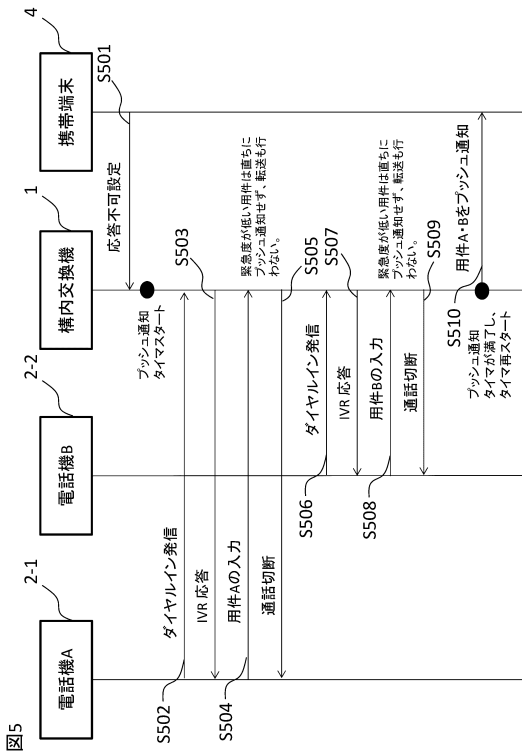 図5
2-1
電話機A
2-2
電話機B
1
構内交換機
4
携帯端末
S501
応答不可設定
プッシュ通知
タイマスタート
S502
ダイヤルイン発信
S503
IVR 応答
S504
用件Aの入力
緊急度が低い用件は直ちに
プッシュ通知せず、転送も行
わない。
S505
通話切断
S506
ダイヤルイン発信
S507
IVR 応答
S508
用件Bの入力
緊急度が低い用件は直ちに
プッシュ通知せず、転送も行
わない。
S509
通話切断
S510
用件A・Bをプッシュ通知
プッシュ通知
タイマが満了し、
タイマ再スタート